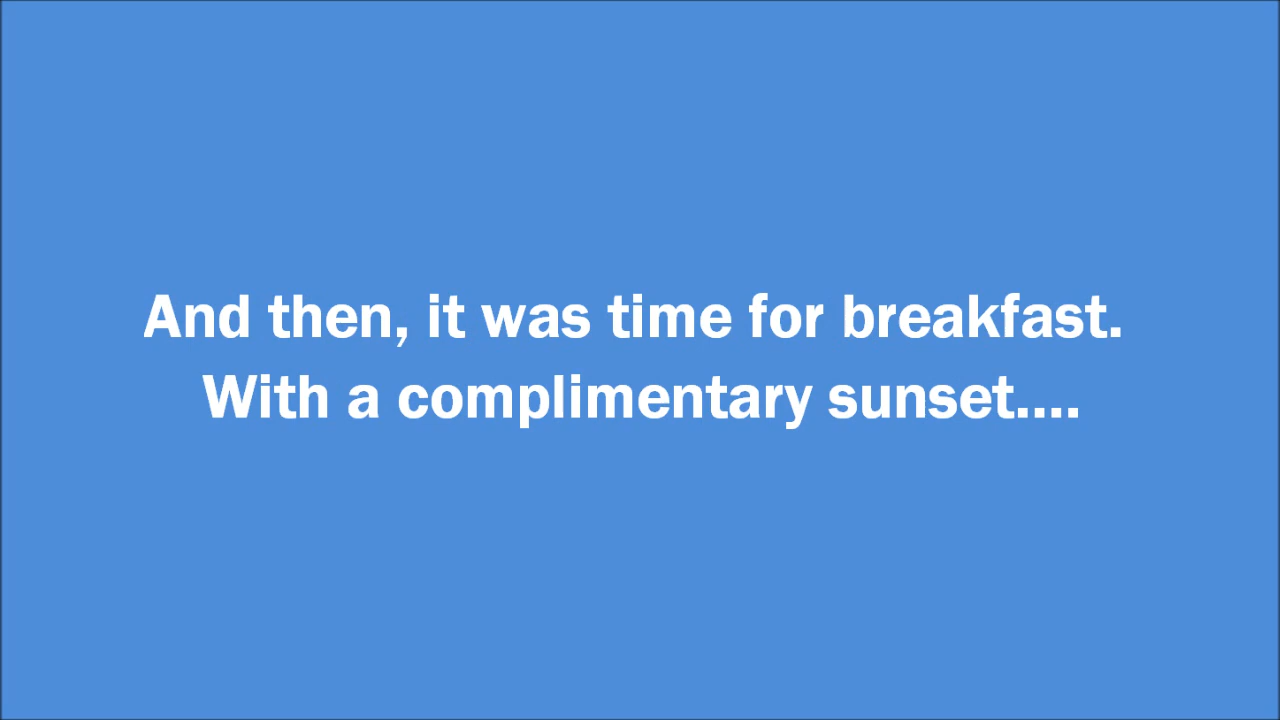 And then, it was time for breakfast.
With a complimentary sunset....